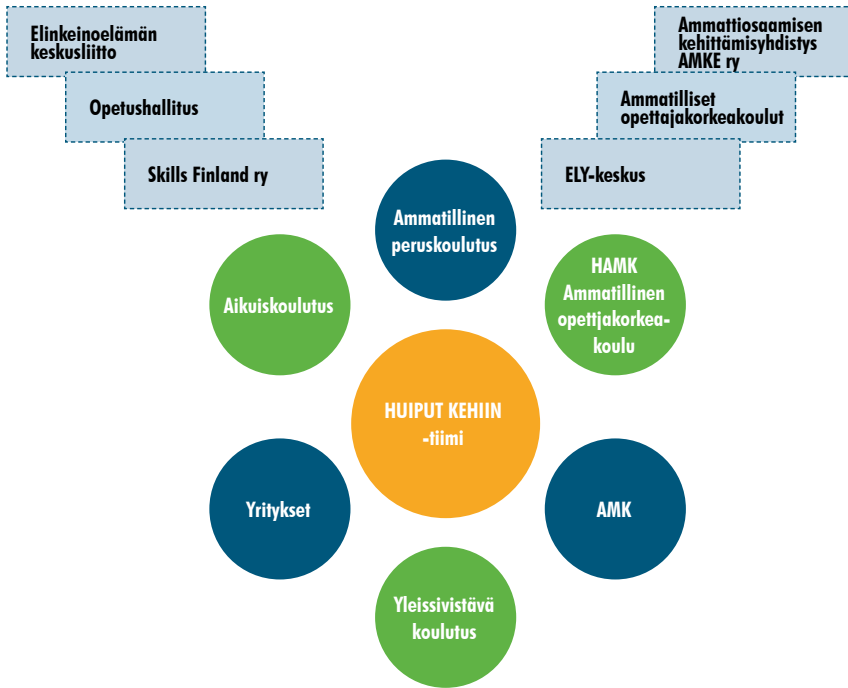 Elinkeinoelämän
keskusliitto
Opetushallitus
Skills Finland ry
Ammattiosaamisen
kehittämisyhdistys
AMKE ry
Ammatilliset
opettajakorkeakoulut
ELY-keskus
Ammatillinen
peruskoulutus
Aikuiskoulutus
HAMK
Ammatillinen
opettjakorkea-
koulu
HUIPUT KEHIIN
-tiimi
Yritykset
AMK
Yleissivistävä
koulutus